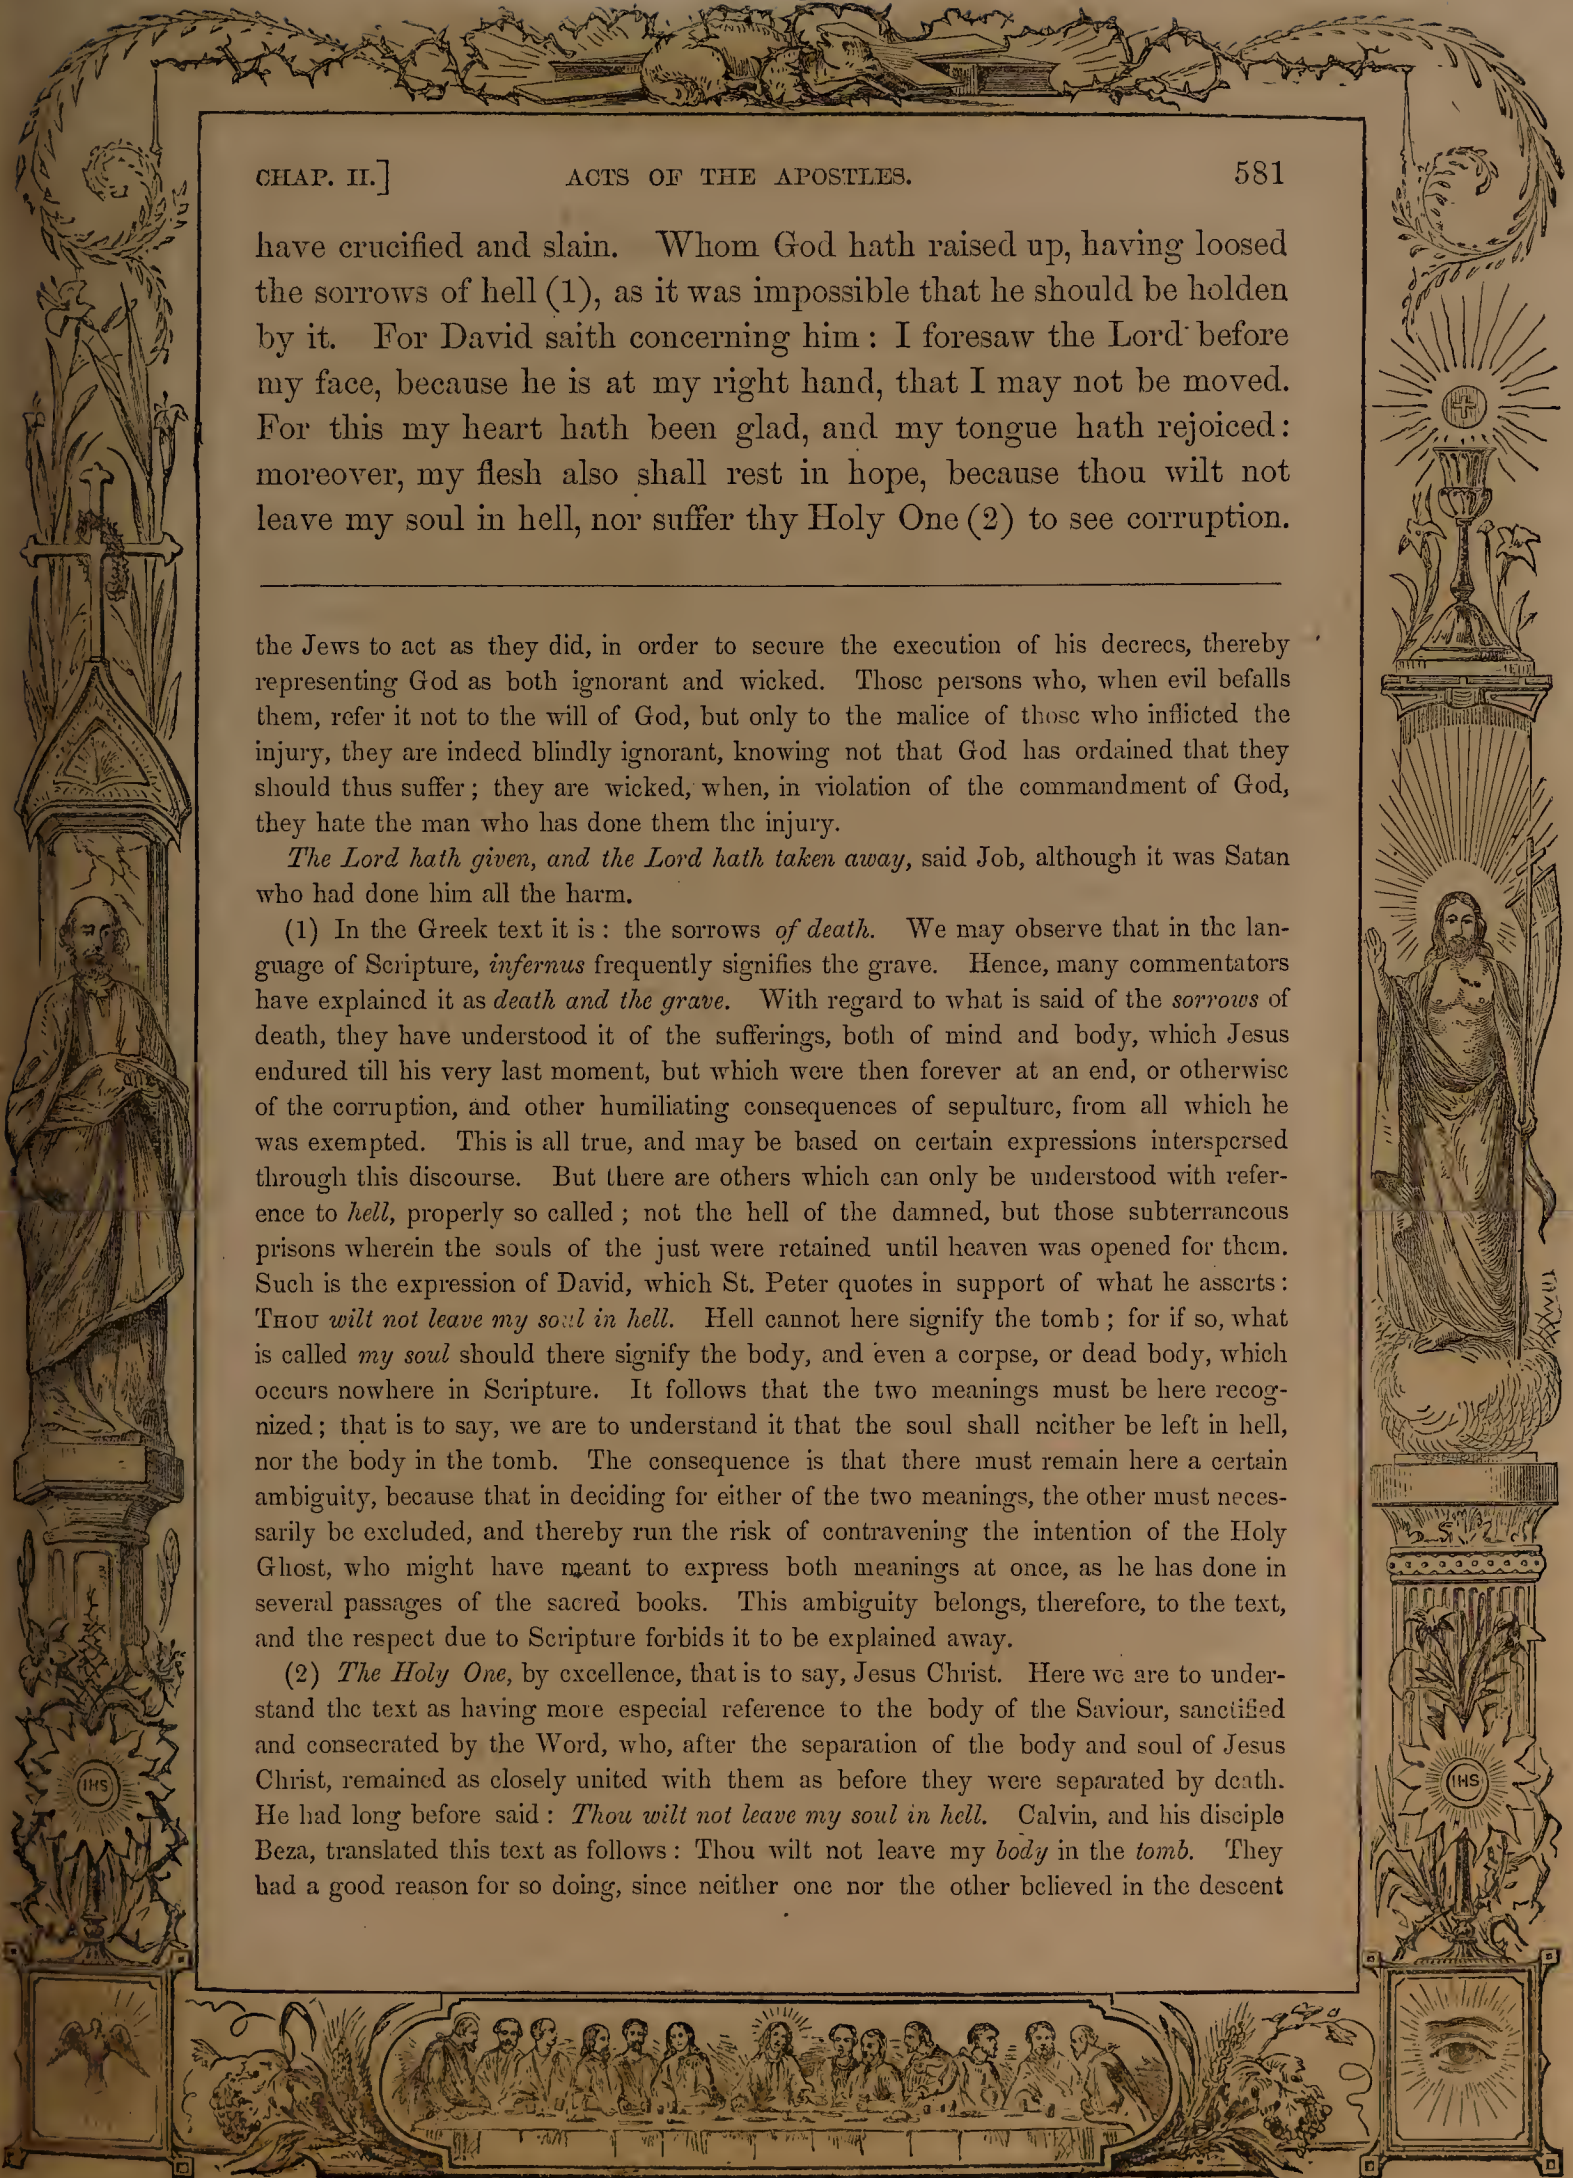 CHAP. II.] ACTS OF THE APOSTLES. 581
have crucified and slain. Whom God hath raised up, having loosed
the sorrows of hell (1), as it was impossible that he should be holden
by it. For David saith concerning him : I foresaw the Lord before
my face, because he is at my right hand, that I may not be moved.
For this my heart hath been glad, and my tongue hath rejoiced:
moreover, my flesh also shall rest in hope, because thou wilt not
leave my soul in hell, nor suffer thy Holy One (2) to see corruption.
the Jews to act as they did, in order to secure the execution of his decrees, thereby
representing God as both ignorant and wicked. Those persons who, when evil befalls
them, refer it not to the will of God, but only to the malice of those who inflicted the
injury, they are indeed blindly ignorant, knowing not that God has ordained that they
should thus suffer ; they are wicked, when, in violation of the commandment of God,
they hate the man who has done them the injury.
The Lord hath given, and the Lord hath taken away, said Job, although it was Satan
who had done him all the harm.
(1) In the Greek text it is : the sorrows of death. We may observe that in the lan-
guage of Scripture, infernus frequently signifies the grave. Hence, many commentators
have explained it as death and the grave. With regard to what is said of the sorrows of
death, they have understood it of the sufferings, both of mind and body, which Jesus
endured till his very last moment, but which were then forever at an end, or otherwise
of the corruption, and other humiliating consequences of sepulture, from all which he
was exempted. This is all true, and may be based on certain expressions interspersed
through this discourse. But there are others which can only be understood with refer-
ence to hell, properly so called ; not the hell of the damned, but those subterraneous
prisons wherein the souls of the just were retained until heaven was opened for them.
Such is the expression of David, which St. Peter quotes in support of what he asserts :
THOU wilt not leave my soul in hell. Hell cannot here signify the tomb ; for if so, what
is called my soul should there signify the body, and even a corpse, or dead body, which
occurs nowhere in Scripture. It follows that the two meanings must be here recog-
nized ; that is to say, we are to understand it that the soul shall neither be left in hell,
nor the body in the tomb. The consequence is that there must remain here a certain
ambiguity, because that in deciding for either of the two meanings, the other must neces-
sarily be excluded, and thereby run the risk of contravening the intention of the Holy
Ghost, who might have meant to express both meanings at once, as he has done in
several passages of the sacred books. This ambiguity belongs, therefore, to the text,
and the respect due to Scripture forbids it to be explained away.
(2) The Holy One, by excellence, that is to say, Jesus Christ. Here we are to under-
stand the text as having more especial reference to the body of the Saviour, sanctified
and consecrated by the Word, who, after the separation of the body and soul of Jesus
Christ, remained as closely united with them as before they were separated by death.
He had long before said : Thou wilt not leave my soul in hell. Calvin, and his disciple
Beza, translated this text as follows : Thou wilt not leave my body in the tomb. They
had a good reason for so doing, since neither one nor the other believed in the descent
IHS
IHS